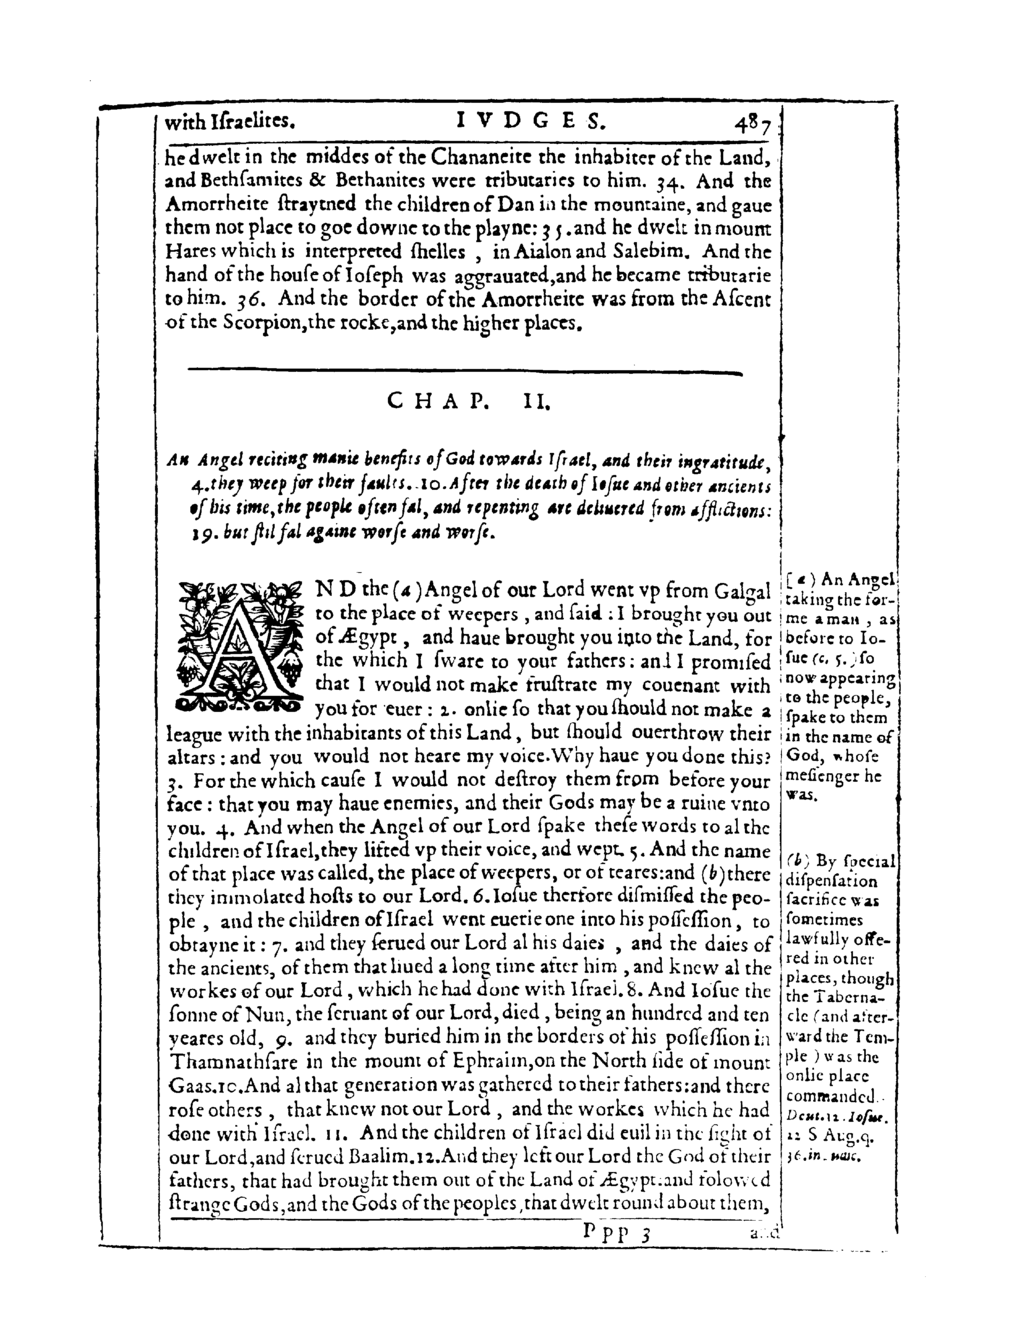 with Iſraelites. I V D G E S. 487
he dwelt in the middes of the Chananeite the inhabiter of the Land,
and Bethſamites & Bethanites were tributaries to him. 34. And the
Amorrheite ſtraytned the children of Dan in the mountaine, and gaue
them not place to goe downe to the playne: 35. and he dwelt in mount
Hares which is interpreted ſhelles , in Aialon and Salebim. And the
hand of the houſe of Ioſeph was aggrauated,and he became tributarie
to him. 36. And the border of the Amorrheite was from the Aſcent
of the Scorpion,the rocke,and the higher places.
C H A P. II.
An Angel reciting manie benefits of God towards Iſrael, and their ingratitude,
4.they weep for their faults. 10.After the death of Ioſue and other ancients
of his time,the people often fal, and repenting are deliuered from afflictions:
19. but ſtil fal againe worſe and worſe.
A N D the (a) Angel of our Lord went vp from Galgal
to the place of weepers , and ſaid : I brought you out
of Ægypt , and haue brought you into the Land, for
the which I ſware to your fathers : and I promiſed
that I would not make fruſtrate my couenant with
you for euer : 2. onlie ſo that you ſhould not make a
league with the inhabitants of this Land, but ſhould ouerthrow their
altars : and you would not heare my voice. Why haue you done this?
3. For the which cauſe I would not deſtroy them from before your
face : that you may haue enemies, and their Gods may be a ruine vnto
you. 4. And when the Angel of our Lord ſpake theſe words to al the
children of Iſrael,they lifted vp their voice, and wept. 5. And the name
of that place was called, the place of weepers, or of teares:and (b)there
they immolated hoſts to our Lord. 6. Ioſue therfore diſmiſſed the peo-
ple , and the children of Iſrael went euerie one into his poſſeſſion, to
obtayne it : 7. and they ſerued our Lord al his daies , and the daies of
the ancients, of them that liued a long time after him , and knew al the
workes of our Lord , which he had done with Iſrael. 8. And Ioſue the
ſonne of Nun, the ſeruant of our Lord, died , being an hundred and ten
yeares old, 9. and they buried him in the borders of his poſſeſſion in
Thamnathſare in the mount of Ephraim,on the North ſide of mount
Gaas.10.And al that generation was gathered to their fathers:and there
roſe others , that knew not our Lord , and the workes which he had
done with Iſrael. 11. And the children of Iſrael did euil in the ſight of
our Lord,and ſerued Baalim.12.And they left our Lord the God of their
fathers, that had brought them out of the Land of Ægypt:and folowed
ſtrange Gods,and the Gods of the peoples,that dwelt round about them,
P p p 3 and
(a) An Angel
taking the for-
me a man , as
before to Io-
ſue (c. 5.) ſo
now appearing
to the people,
ſpake to them
in the name of
God, whoſe
meſſenger he
was.
(b) By ſpecial
diſpenſation
ſacrifice was
ſometimes
lawfully offe-
red in other
places, though
the Taberna-
cle (and after-
ward the Tem-
ple ) was the
onlie place
commanded.
Deut.12. Ioſue.
22 S Aug.q.
36.in.